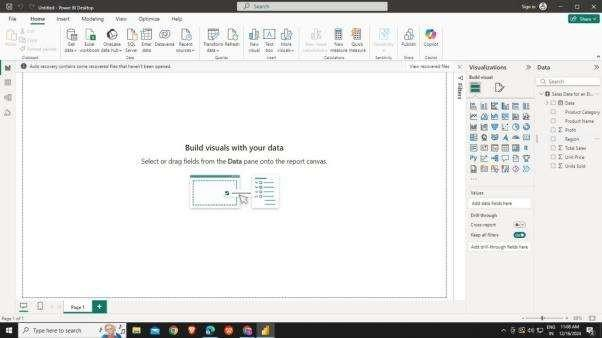 Untitled - Power BI Desktop
Search
Sign in
File Home Insert Modeling View Optimize Help
Share
Paste
Cut
Copy
Format painter
Get data
Excel workbook
OneLake data hub
SQL Server
Enter data
Dataverse
Recent sources
Transform data
Refresh
New visual
Text box
More visuals
New visual calculation
New measure
Quick measure
Sensitivity
Publish
Copilot
Clipboard
Data
Queries
Insert
Calculations
Sensitivity
Share
Copilot
Auto recovery contains some recovered files that haven't been opened.
View recovered files
Build visuals with your data
Select or drag fields from the Data pane onto the report canvas.
Filters
Visualizations
Build visual
Values
Add data fields here
Drill-through
Cross-report
Keep all filters
Add drill-through fields here
Data
Search
Sales Data for an El...
Date
Product Category
Product Name
Profit
Region
Total Sales
Unit Price
Units Sold
Page 1
Page 1 of 1
Type here to search
ENG
IN
11:08 AM
12/16/2024